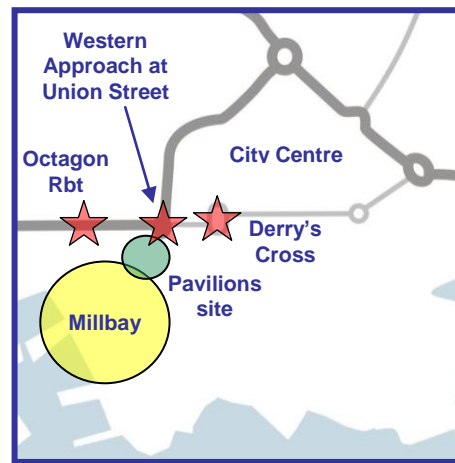 Western
Approach at
Union Street
Octagon
Rbt
City Centre
Derry's
Cross
Pavilions
site
Millbay